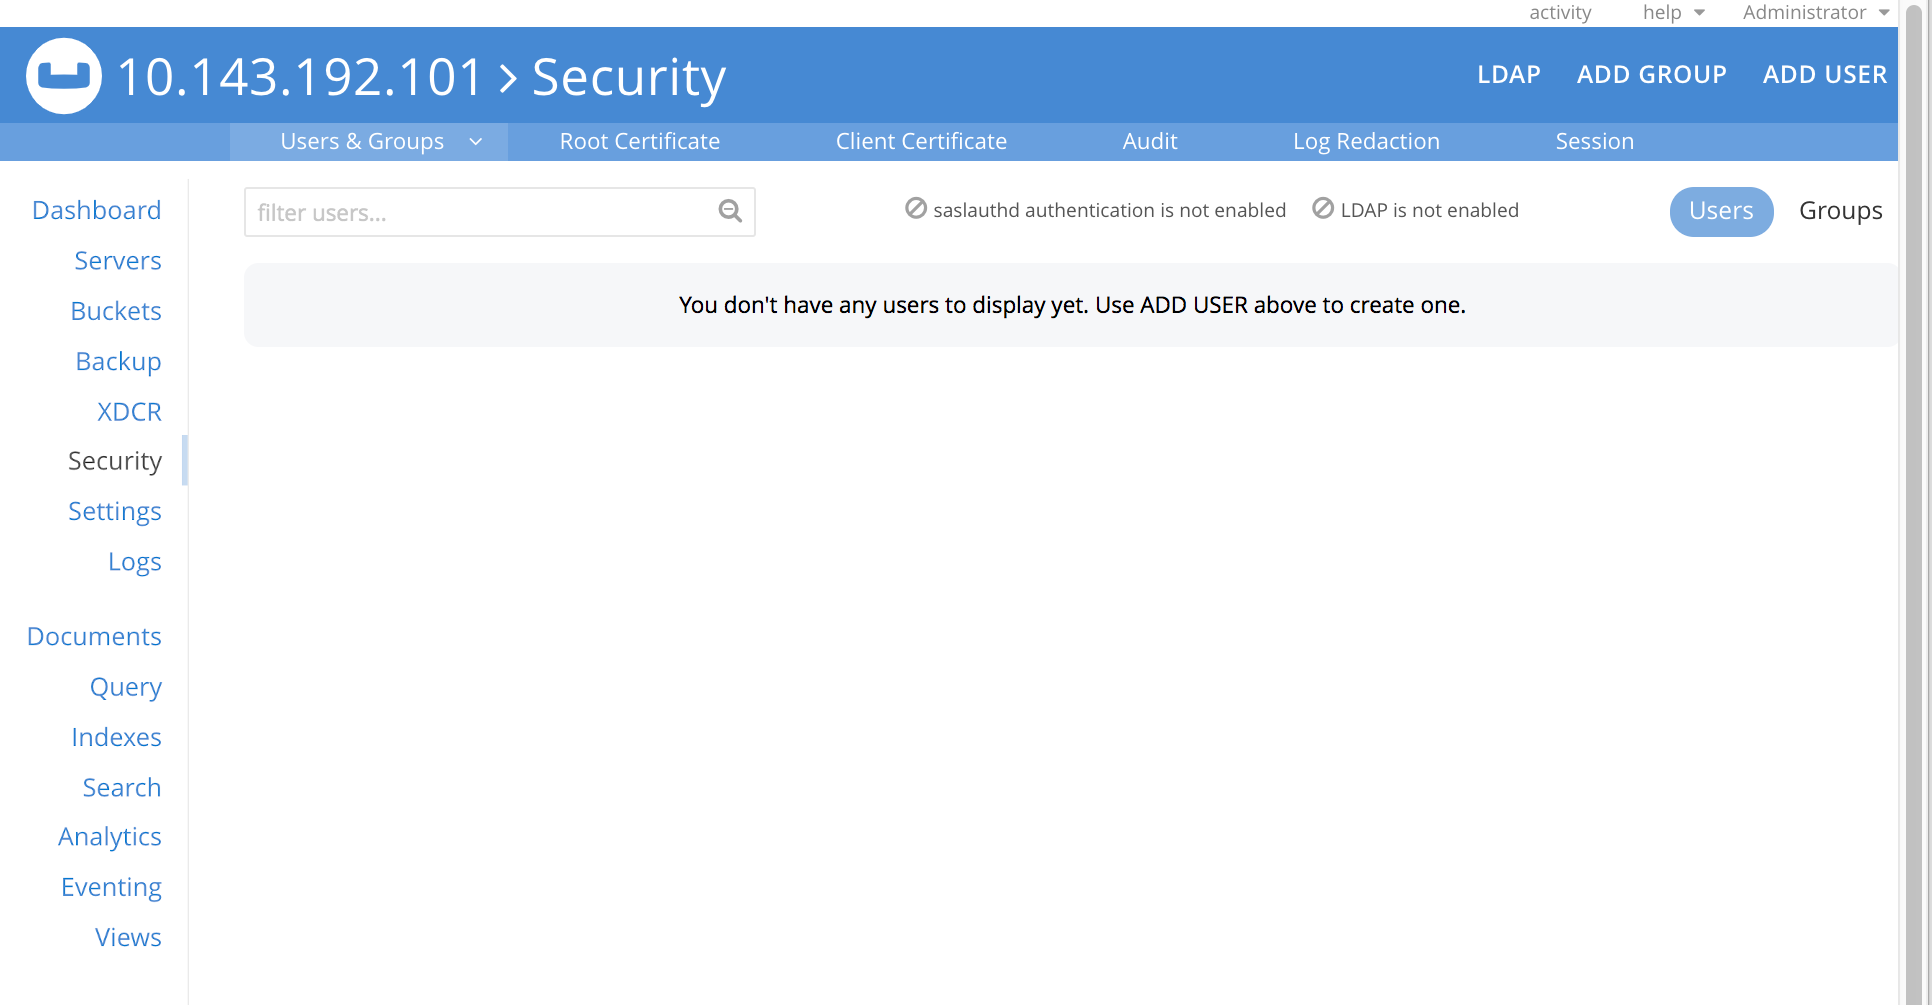 activity help Administrator
10.143.192.101 > Security LDAP ADD GROUP ADD USER
Users & Groups Root Certificate Client Certificate Audit Log Redaction Session
filter users... saslauthd authentication is not enabled LDAP is not enabled Users Groups
You don't have any users to display yet. Use ADD USER above to create one.
Dashboard
Servers
Buckets
Backup
XDCR
Security
Settings
Logs
Documents
Query
Indexes
Search
Analytics
Eventing
Views